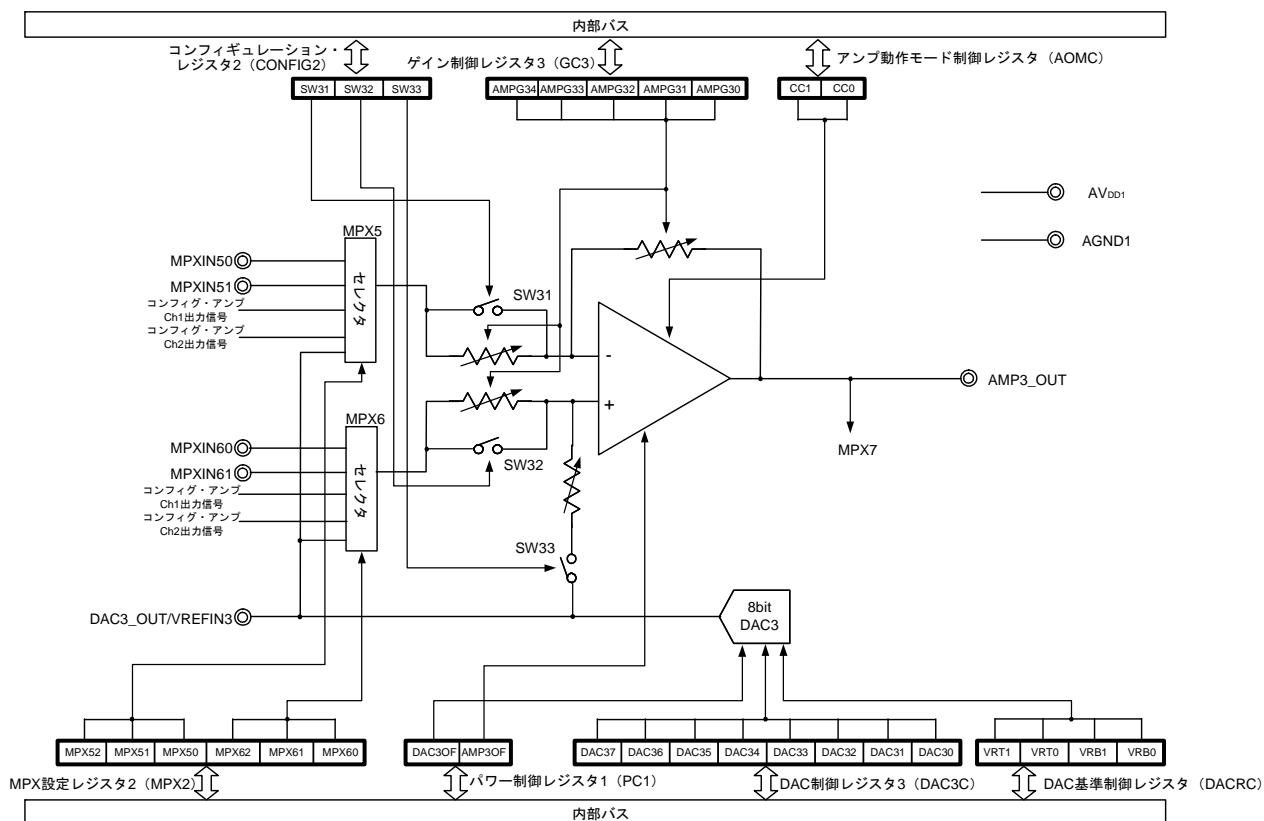 内部バス
コンフィギュレーション・
レジスタ2（CONFIG2）
ゲイン制御レジスタ3（GC3）
アンプ動作モード制御レジスタ（AOMC）
SW31 SW32 SW33
AMPG34 AMPG33 AMPG32 AMPG31 AMPG30
CC1 CC0
AVDD1
AGND1
MPX5
MPXIN50
MPXIN51
コンフィグ・アンプ
Ch1出力信号
コンフィグ・アンプ
Ch2出力信号
セレクタ
SW31
-
+
AMP3_OUT
MPX7
MPX6
MPXIN60
MPXIN61
コンフィグ・アンプ
Ch1出力信号
コンフィグ・アンプ
Ch2出力信号
セレクタ
SW32
SW33
DAC3_OUT/VREFIN3
8bit
DAC3
MPX52 MPX51 MPX50 MPX62 MPX61 MPX60
DAC3OF AMP3OF
DAC37 DAC36 DAC35 DAC34 DAC33 DAC32 DAC31 DAC30
VRT1 VRT0 VRB1 VRB0
MPX設定レジスタ2（MPX2）
パワー制御レジスタ1（PC1）
DAC制御レジスタ3（DAC3C）
DAC基準制御レジスタ（DACRC）
内部バス